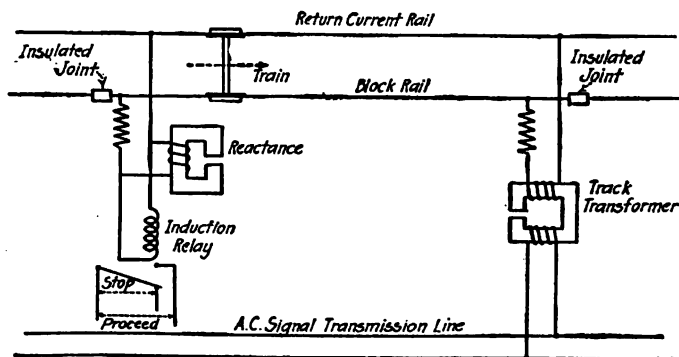 Return Current Rail
Insulated
Joint
Train
Block Rail
Insulated
Joint
Reactance
Track
Transformer
Induction
Relay
Stop
Proceed
A.C. Signal Transmission Line